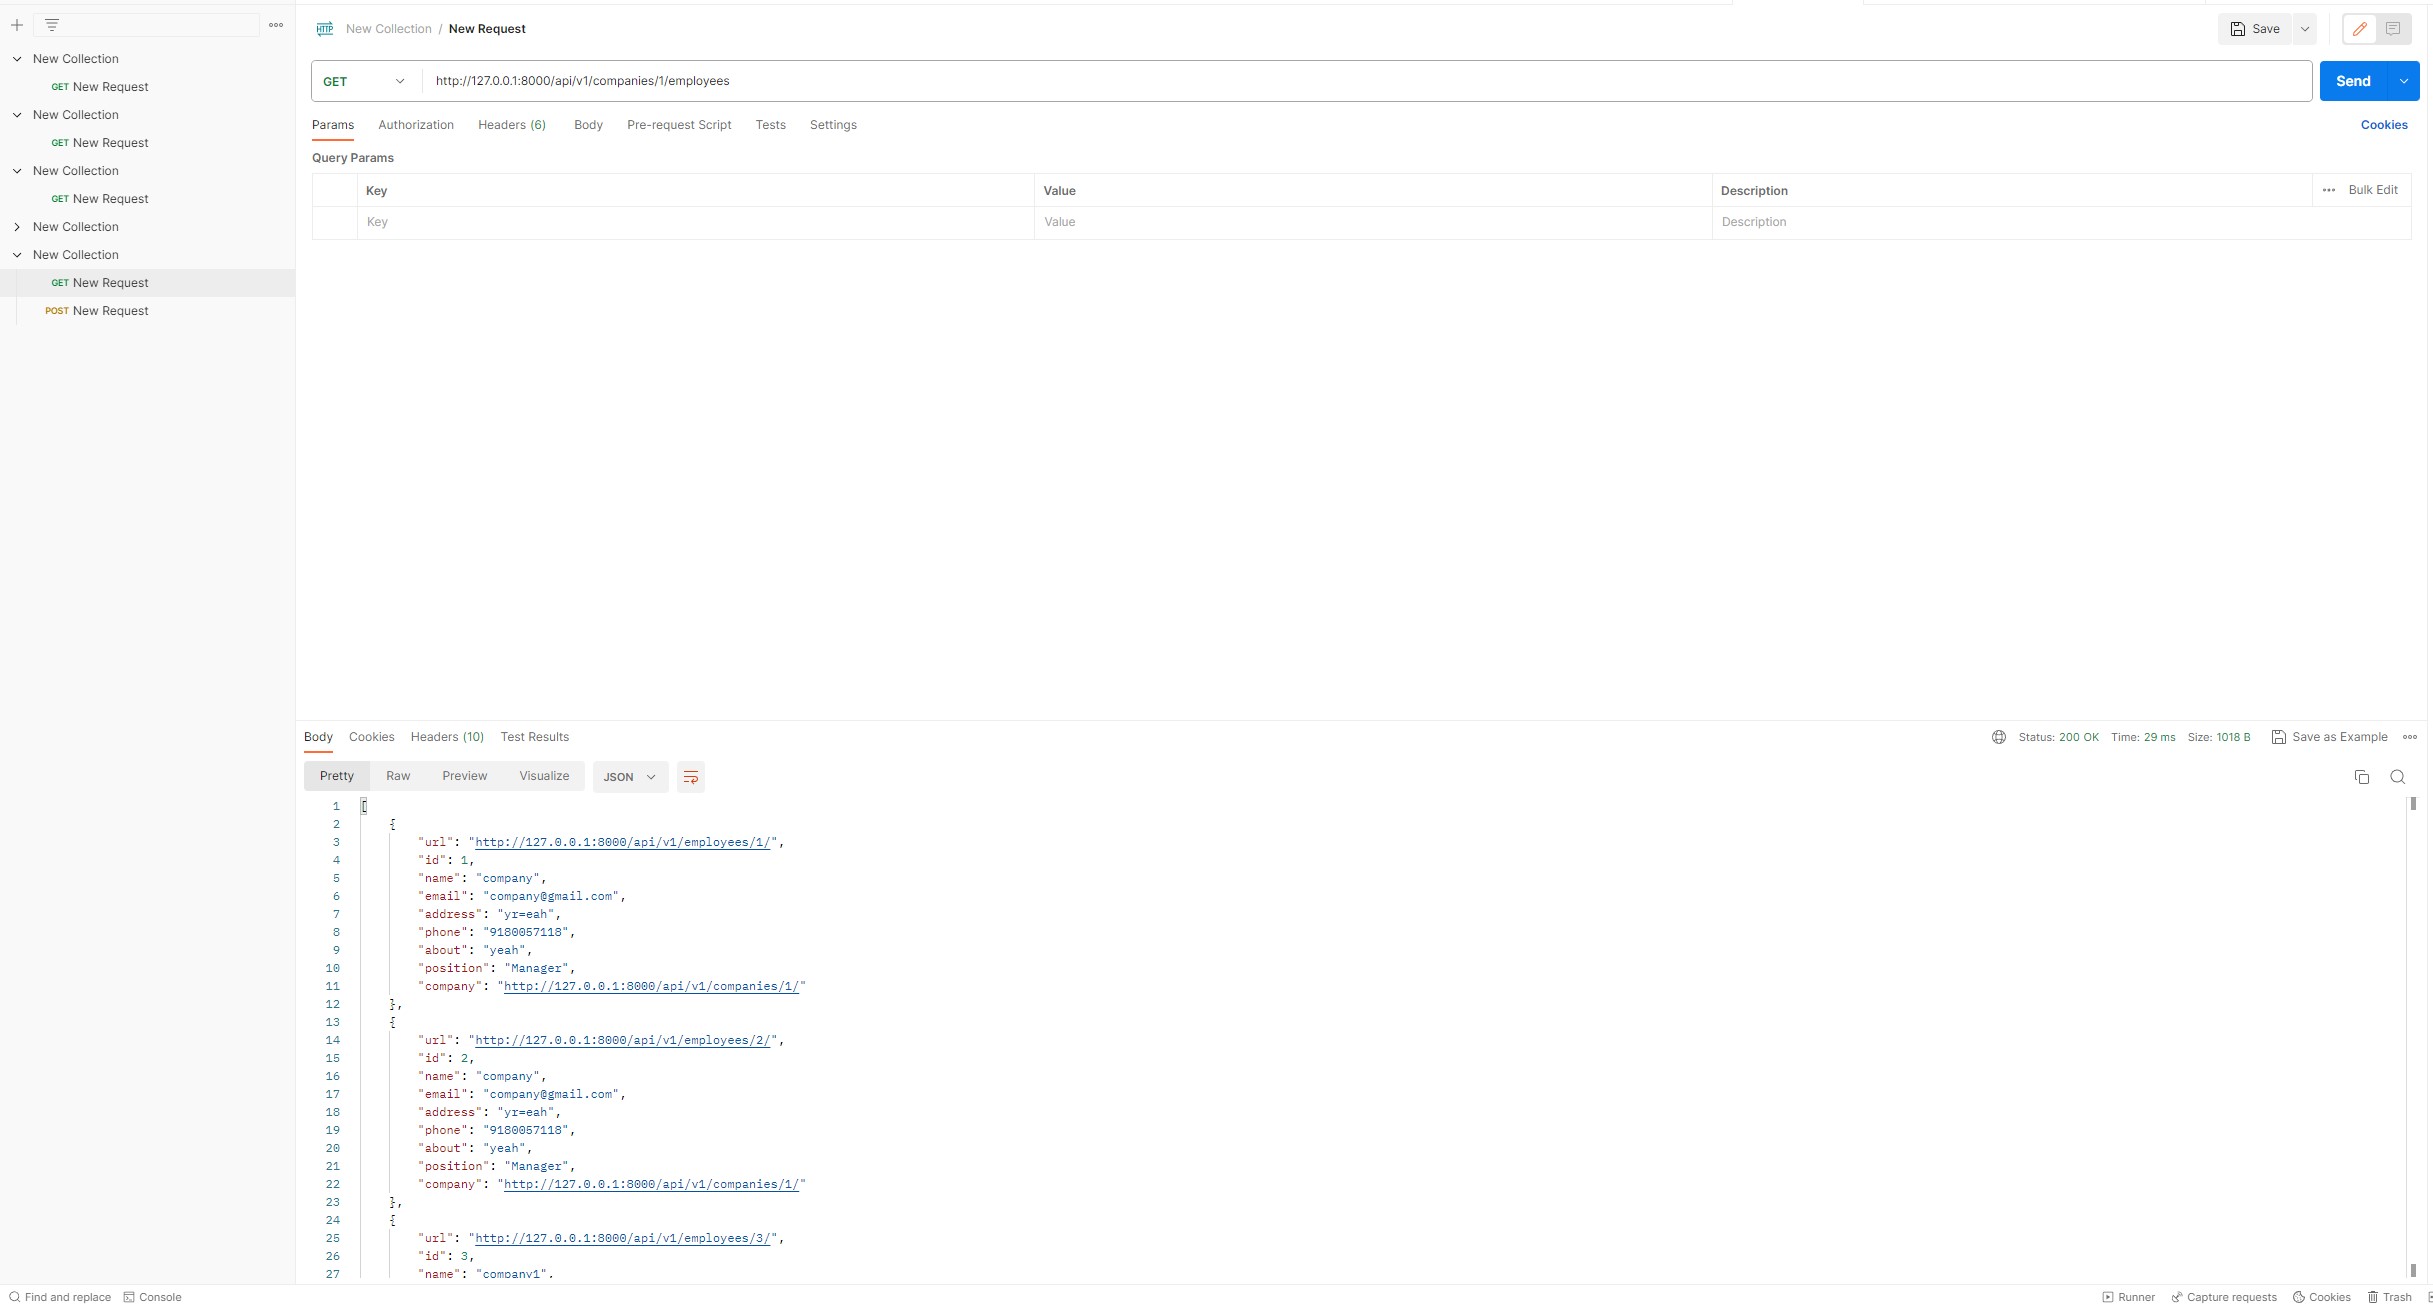 New Collection
GET New Request
New Collection
GET New Request
New Collection
GET New Request
New Collection
New Collection
GET New Request
POST New Request
HTTP New Collection / New Request
Save
GET http://127.0.0.1:8000/api/v1/companies/1/employees
Send
Params Authorization Headers (6) Body Pre-request Script Tests Settings Cookies
Query Params
Key Value Description Bulk Edit
Key Value Description
Body Cookies Headers (10) Test Results Status: 200 OK Time: 29 ms Size: 1018 B Save as Example
Pretty Raw Preview Visualize JSON
1 [
2 {
3 "url": "http://127.0.0.1:8000/api/v1/employees/1/",
4 "id": 1,
5 "name": "company",
6 "email": "company@gmail.com",
7 "address": "yr=eah",
8 "phone": "9180057118",
9 "about": "yeah",
10 "position": "Manager",
11 "company": "http://127.0.0.1:8000/api/v1/companies/1/"
12 },
13 {
14 "url": "http://127.0.0.1:8000/api/v1/employees/2/",
15 "id": 2,
16 "name": "company",
17 "email": "company@gmail.com",
18 "address": "yr=eah",
19 "phone": "9180057118",
20 "about": "yeah",
21 "position": "Manager",
22 "company": "http://127.0.0.1:8000/api/v1/companies/1/"
23 },
24 {
25 "url": "http://127.0.0.1:8000/api/v1/employees/3/",
26 "id": 3,
27 "name": "company1",
Find and replace Console Runner Capture requests Cookies Trash